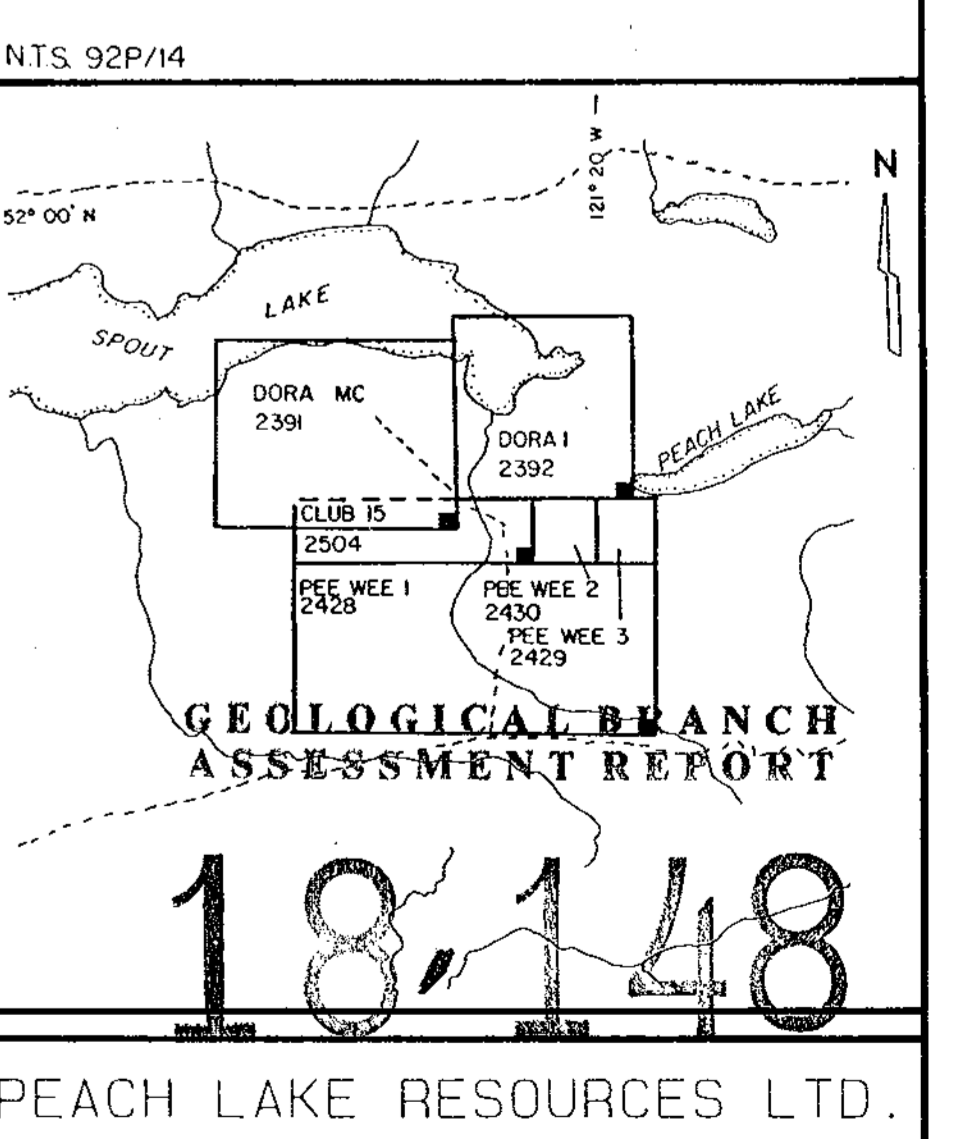 N.T.S. 92P/14
121° 20 W
N
52° 00' N
SPOUT LAKE
DORA MC
2391
DORA 1
2392
PEACH LAKE
CLUB 15
2504
PEE WEE 1
2428
PEE WEE 2
2430
PEE WEE 3
2429
GEOLOGICAL BRANCH
ASSESSMENT REPORT
18,148
PEACH LAKE RESOURCES LTD.